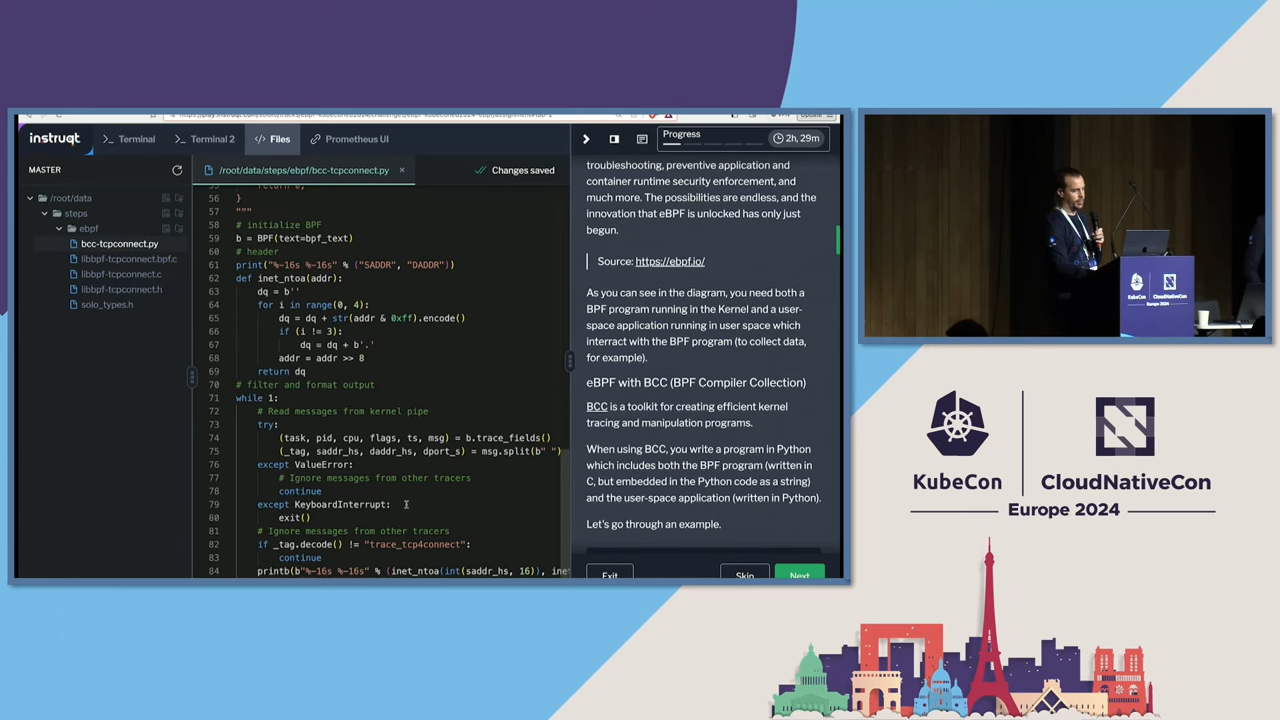 instruqt
>_ Terminal
>_ Terminal 2
</> Files
Prometheus UI
Progress
2h, 29m
MASTER
/root/data/steps/ebpf/bcc-tcpconnect.py ×
Changes saved
/root/data
steps
ebpf
bcc-tcpconnect.py
libbpf-tcpconnect.bpf.c
libbpf-tcpconnect.c
libbpf-tcpconnect.h
solo_types.h
55 return 0;
56 }
57 """
58 # initialize BPF
59 b = BPF(text=bpf_text)
60 # header
61 print("%-16s %-16s" % ("SADDR", "DADDR"))
62 def inet_ntoa(addr):
63 dq = b''
64 for i in range(0, 4):
65 dq = dq + str(addr & 0xff).encode()
66 if (i != 3):
67 dq = dq + b'.'
68 addr = addr >> 8
69 return dq
70 # filter and format output
71 while 1:
72 # Read messages from kernel pipe
73 try:
74 (task, pid, cpu, flags, ts, msg) = b.trace_fields()
75 (_tag, saddr_hs, daddr_hs, dport_s) = msg.split(b" ")
76 except ValueError:
77 # Ignore messages from other tracers
78 continue
79 except KeyboardInterrupt:
80 exit()
81 # Ignore messages from other tracers
82 if _tag.decode() != "trace_tcp4connect":
83 continue
84 printb(b"%-16s %-16s" % (inet_ntoa(int(saddr_hs, 16)), ine
troubleshooting, preventive application and
container runtime security enforcement, and
much more. The possibilities are endless, and the
innovation that eBPF is unlocked has only just
begun.
Source: https://ebpf.io/
As you can see in the diagram, you need both a
BPF program running in the Kernel and a user-
space application running in user space which
interract with the BPF program (to collect data,
for example).
eBPF with BCC (BPF Compiler Collection)
BCC is a toolkit for creating efficient kernel
tracing and manipulation programs.
When using BCC, you write a program in Python
which includes both the BPF program (written in
C, but embedded in the Python code as a string)
and the user-space application (written in Python).
Let's go through an example.
Exit
Skip
Next
KubeCon
CloudNativeCon
Europe 2024
KubeCon
CloudNativeCon
Europe 2024